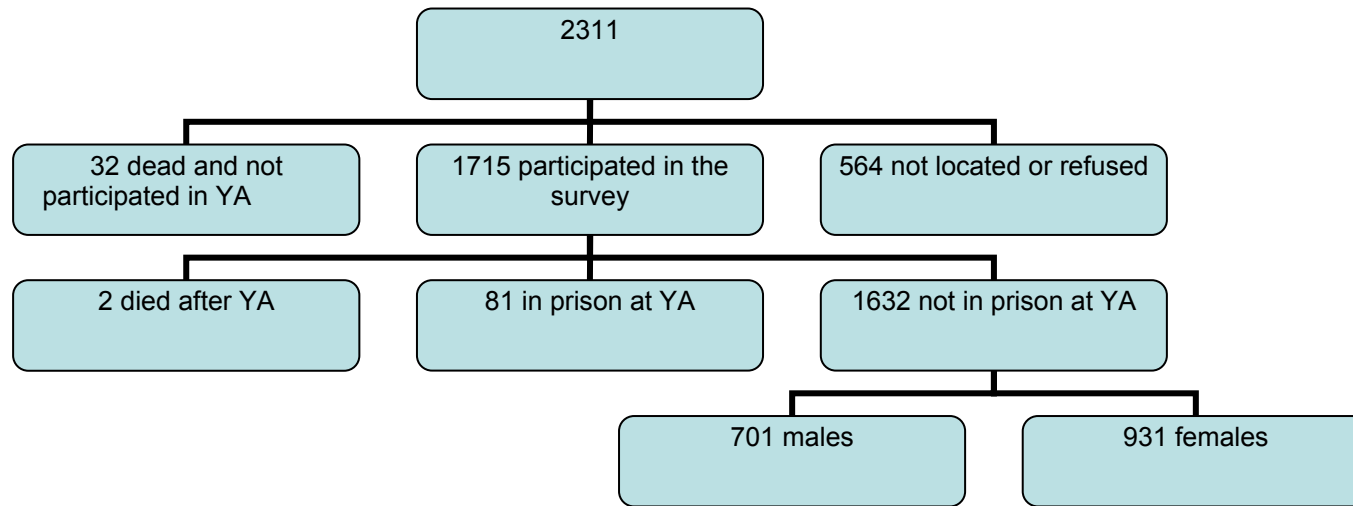 2311
32 dead and not
participated in YA
1715 participated in the
survey
564 not located or refused
2 died after YA
81 in prison at YA
1632 not in prison at YA
701 males
931 females